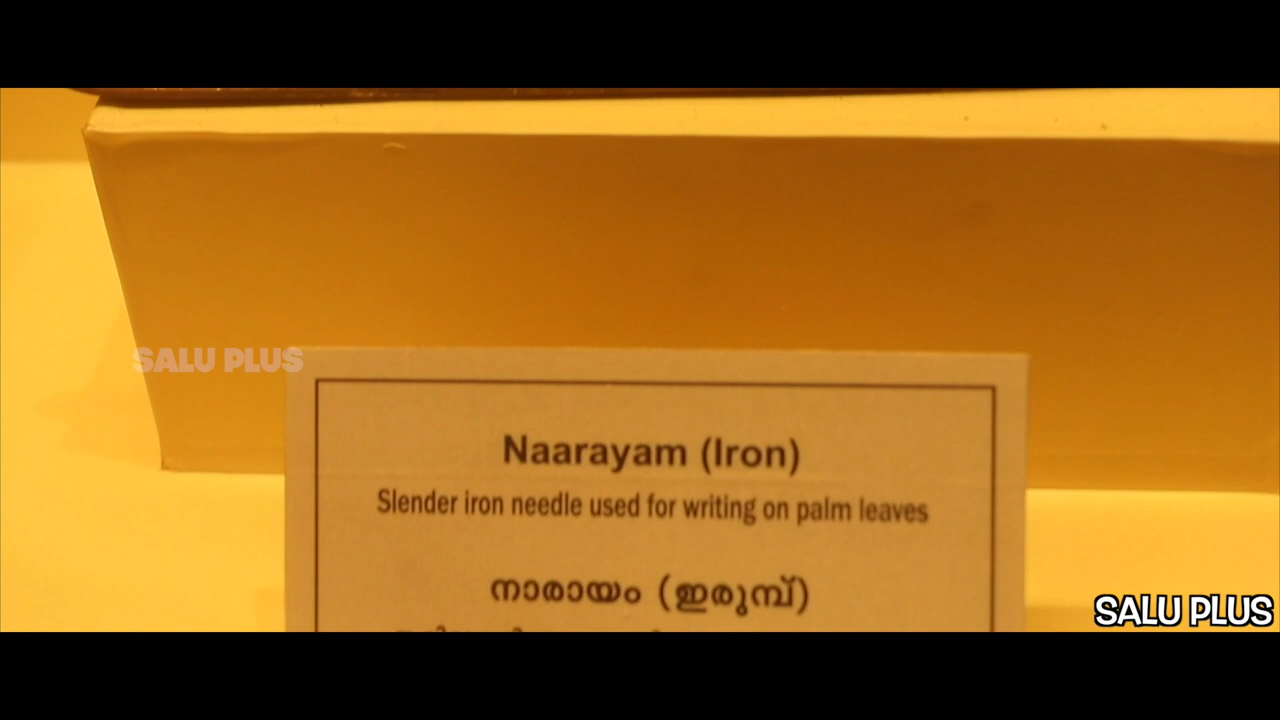 SALU PLUS
Naarayam (Iron)
Slender iron needle used for writing on palm leaves
നാരായം (ഇരുമ്പ്)
SALU PLUS